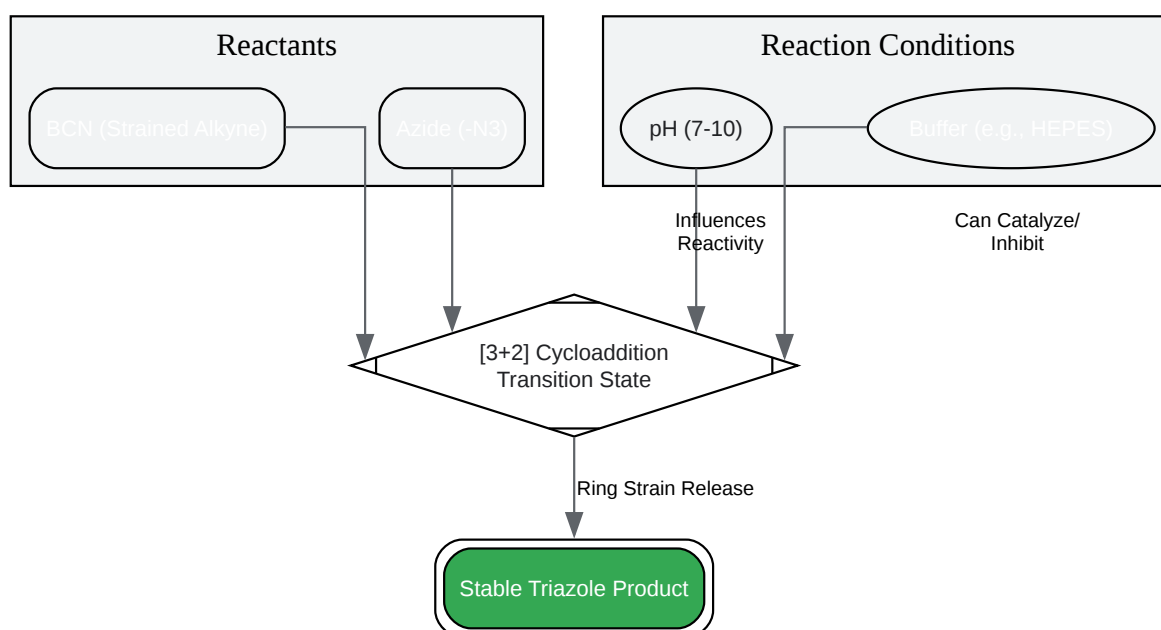 Reactants
Reaction Conditions
BCN (Strained Alkyne)
Azide (-N3)
pH (7-10)
Buffer (e.g., HEPES)
Influences
Reactivity
Can Catalyze/
Inhibit
[3+2] Cycloaddition
Transition State
Ring Strain Release
Stable Triazole Product